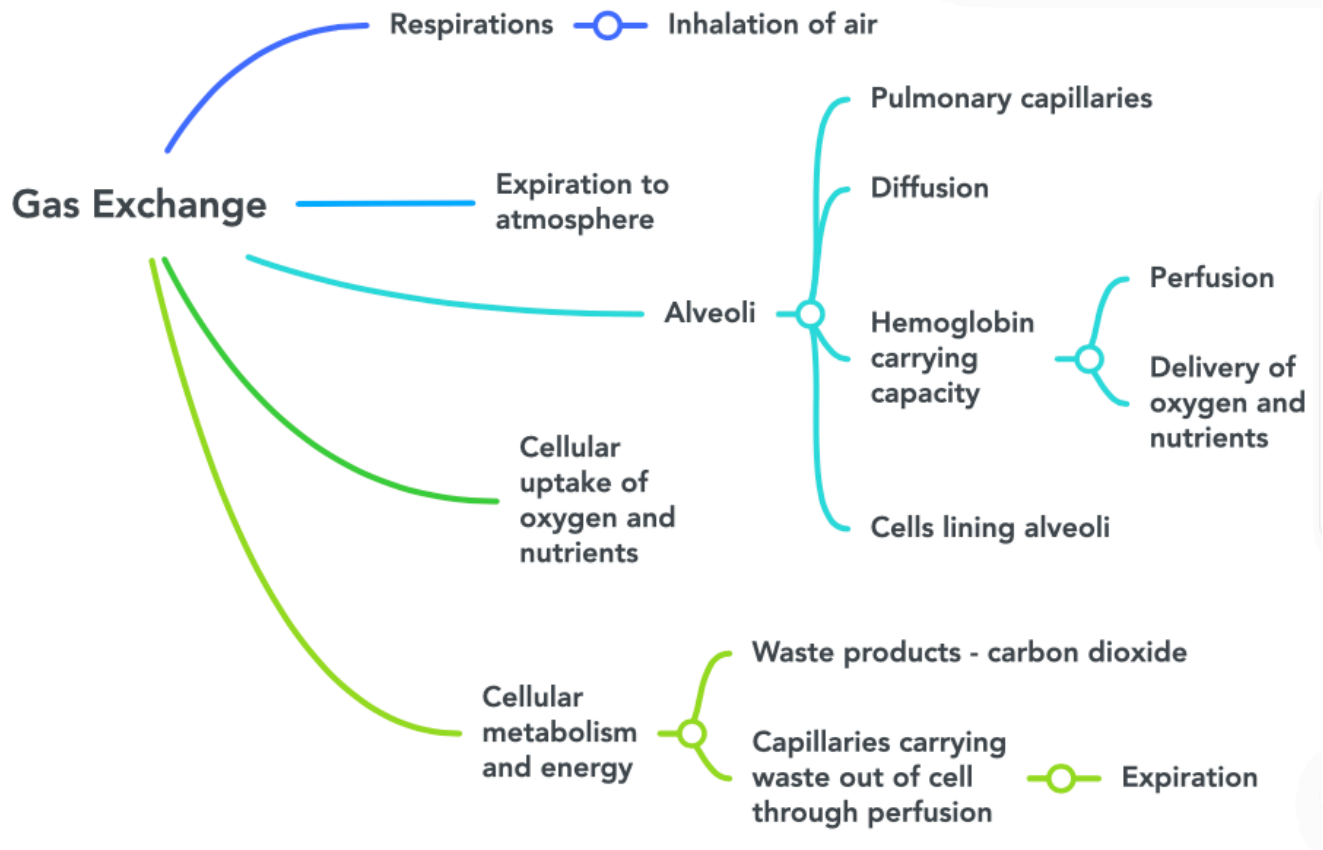 Respirations
Inhalation of air
Pulmonary capillaries
Gas Exchange
Expiration to
atmosphere
Diffusion
Alveoli
Hemoglobin
carrying
capacity
Perfusion
Delivery of
oxygen and
nutrients
Cells lining alveoli
Cellular
uptake of
oxygen and
nutrients
Cellular
metabolism
and energy
Waste products - carbon dioxide
Capillaries carrying
waste out of cell
through perfusion
Expiration